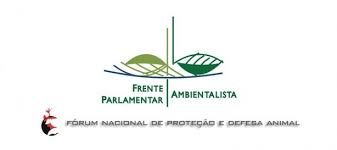 FRENTE
PARLAMENTAR AMBIENTALISTA
FÓRUM NACIONAL DE PROTEÇÃO E DEFESA ANIMAL